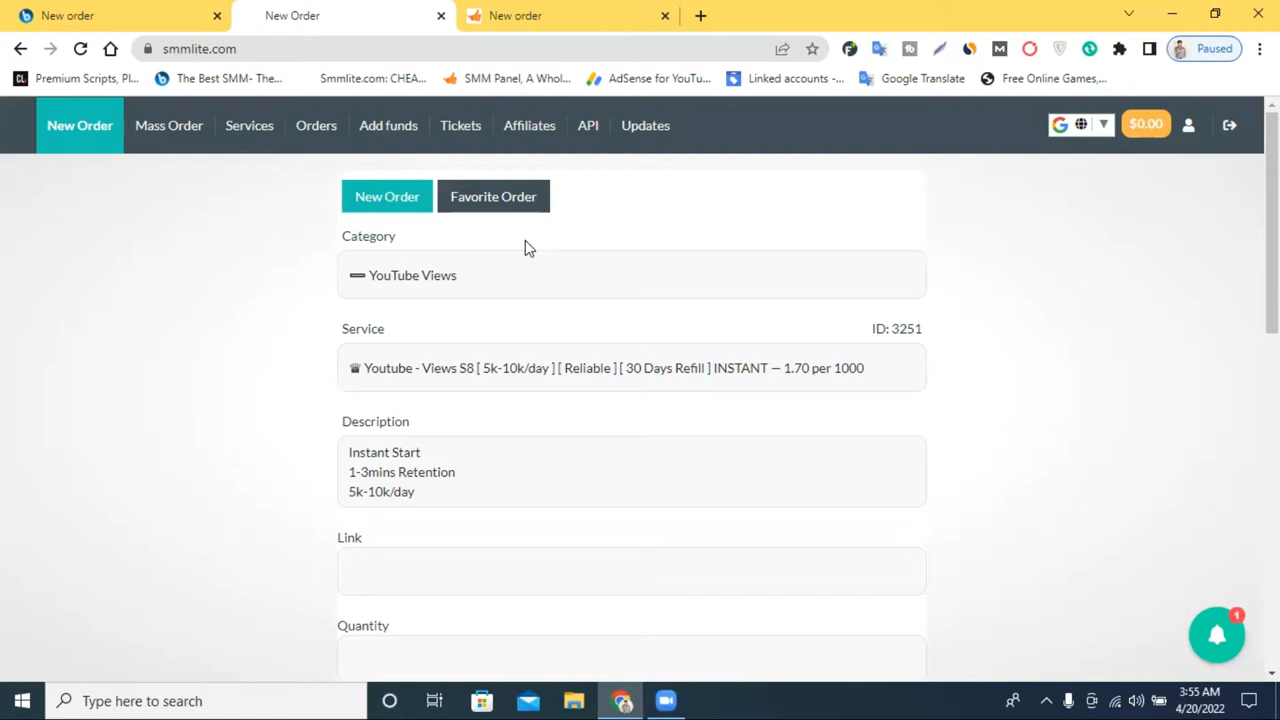 New order
New Order
New order
smmlite.com
Paused
Premium Scripts, Pl...
The Best SMM- The...
Smmlite.com: CHEA...
SMM Panel, A Whol...
AdSense for YouTu...
Linked accounts -...
Google Translate
Free Online Games,...
New Order
Mass Order
Services
Orders
Add funds
Tickets
Affiliates
API
Updates
$0.00
New Order
Favorite Order
Category
YouTube Views
Service
ID: 3251
Youtube - Views S8 [ 5k-10k/day ] [ Reliable ] [ 30 Days Refill ] INSTANT — 1.70 per 1000
Description
Instant Start
1-3mins Retention
5k-10k/day
Link
Quantity
1
Type here to search
3:55 AM
4/20/2022